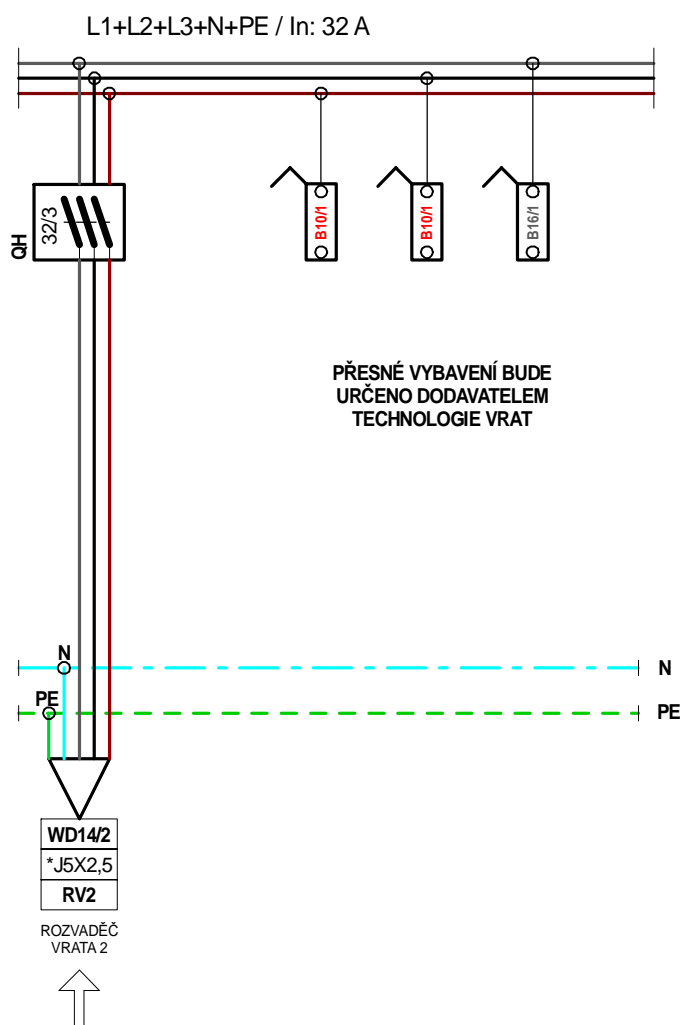 L1+L2+L3+N+PE / In: 32 A
32/3
QH
B10/1
B10/1
B16/1
PŘESNÉ VYBAVENÍ BUDE
URČENO DODAVATELEM
TECHNOLOGIE VRAT
N
N
PE
PE
WD14/2
*J5X2,5
RV2
ROZVADĚČ
VRATA 2